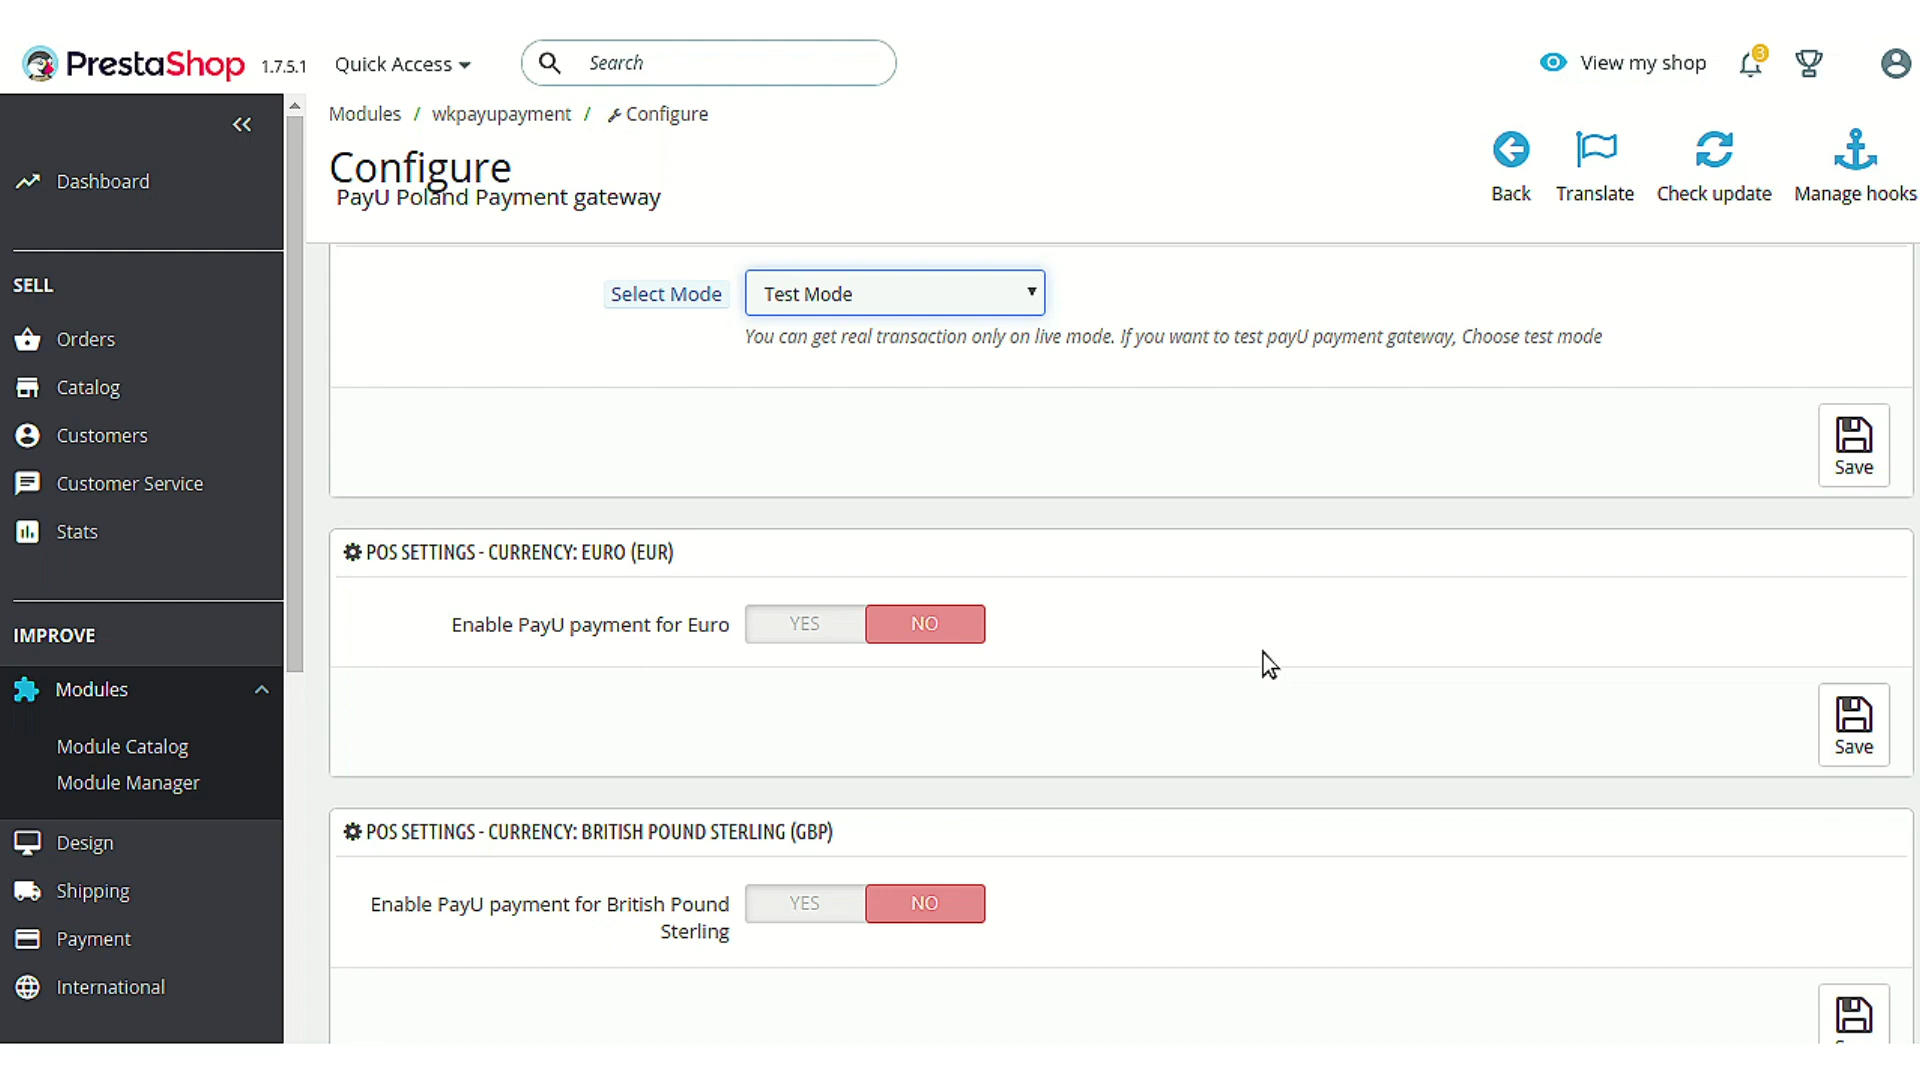 PrestaShop 1.7.5.1 Quick Access Search View my shop 3
Modules / wkpayupayment / Configure
Configure
PayU Poland Payment gateway
Back Translate Check update Manage hooks
Dashboard
SELL
Orders
Catalog
Customers
Customer Service
Stats
IMPROVE
Modules
Module Catalog
Module Manager
Design
Shipping
Payment
International
Select Mode Test Mode
You can get real transaction only on live mode. If you want to test payU payment gateway, Choose test mode
Save
POS SETTINGS - CURRENCY: EURO (EUR)
Enable PayU payment for Euro YES NO
Save
POS SETTINGS - CURRENCY: BRITISH POUND STERLING (GBP)
Enable PayU payment for British Pound YES NO
Sterling